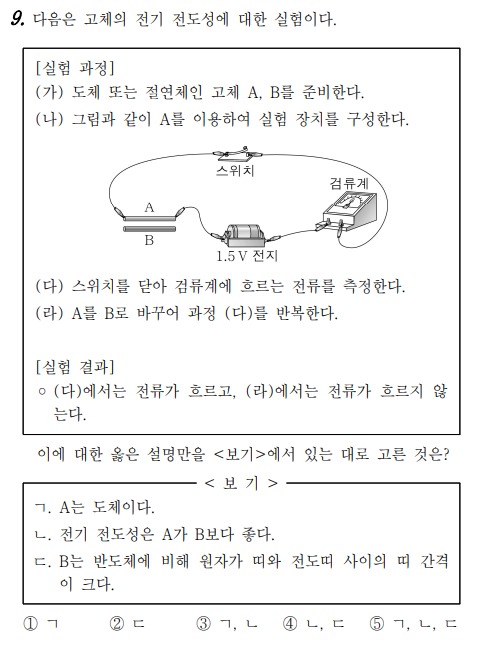 9. 다음은 고체의 전기 전도성에 대한 실험이다.
[실험 과정]
(가) 도체 또는 절연체인 고체 A, B를 준비한다.
(나) 그림과 같이 A를 이용하여 실험 장치를 구성한다.
스위치
검류계
A
B
1.5 V 전지
(다) 스위치를 닫아 검류계에 흐르는 전류를 측정한다.
(라) A를 B로 바꾸어 과정 (다)를 반복한다.
[실험 결과]
○ (다)에서는 전류가 흐르고, (라)에서는 전류가 흐르지 않
는다.
이에 대한 옳은 설명만을 <보기>에서 있는 대로 고른 것은?
< 보 기 >
ㄱ. A는 도체이다.
ㄴ. 전기 전도성은 A가 B보다 좋다.
ㄷ. B는 반도체에 비해 원자가 띠와 전도띠 사이의 띠 간격
이 크다.
① ㄱ ② ㄷ ③ ㄱ, ㄴ ④ ㄴ, ㄷ ⑤ ㄱ, ㄴ, ㄷ